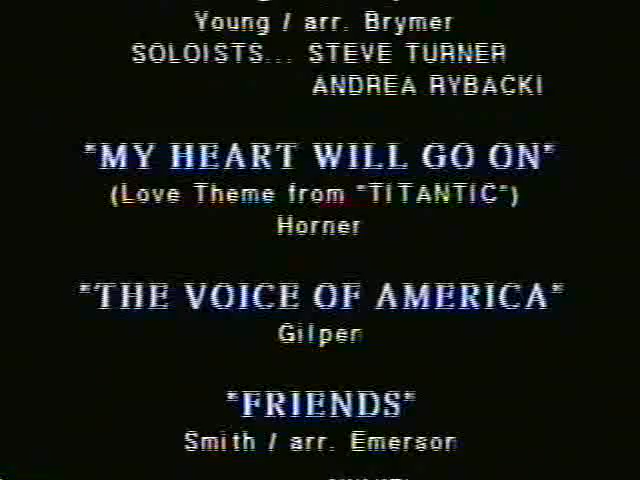 Young / arr. Brymer
SOLOISTS... STEVE TURNER
ANDREA RYBACKI
"MY HEART WILL GO ON"
(Love Theme from "TITANTIC")
Horner
"THE VOICE OF AMERICA"
Gilpen
"FRIENDS"
Smith / arr. Emerson